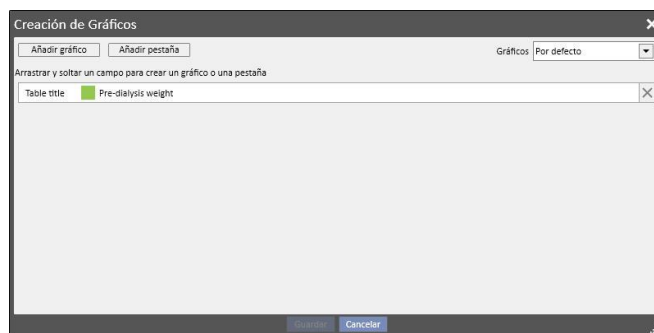 Creación de Gráficos
Añadir gráfico Añadir pestaña Gráficos Por defecto
Arrastrar y soltar un campo para crear un gráfico o una pestaña
Table title Pre-dialysis weight
Guardar Cancelar